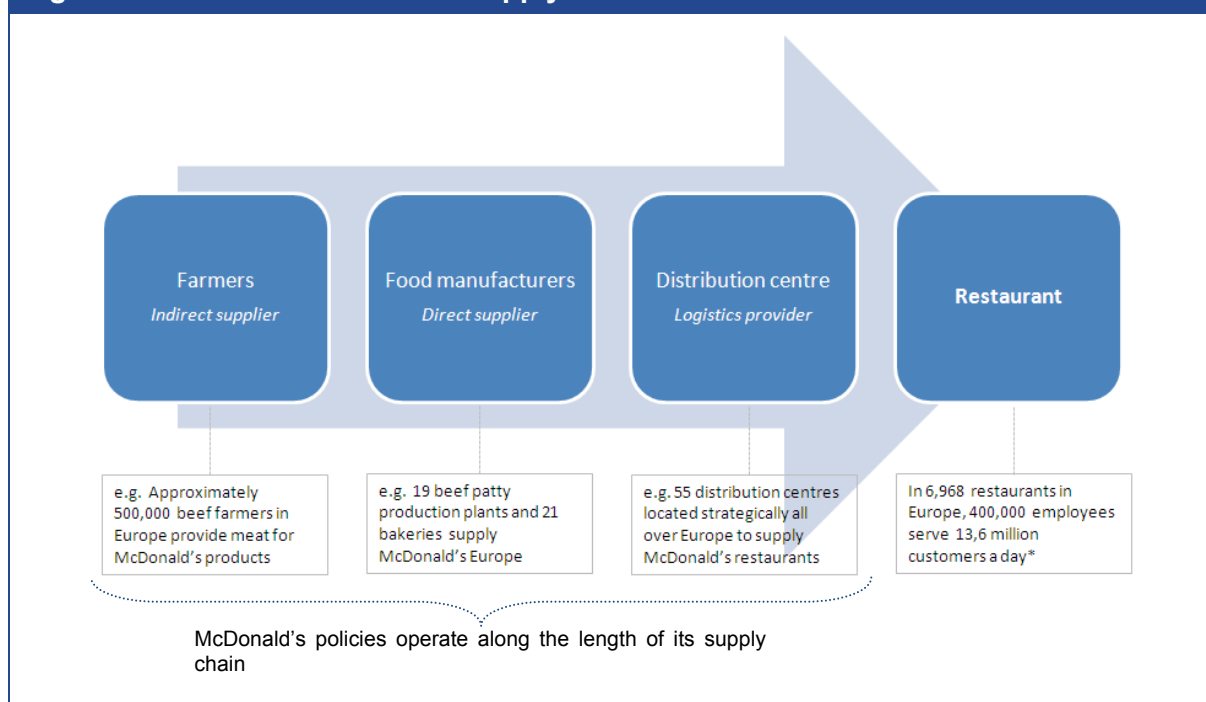 Farmers
Indirect supplier
Food manufacturers
Direct supplier
Distribution centre
Logistics provider
Restaurant
e.g. Approximately
500,000 beef farmers in
Europe provide meat for
McDonald's products
e.g. 19 beef patty
production plants and 21
bakeries supply
McDonald's Europe
e.g. 55 distribution centres
located strategically all
over Europe to supply
McDonald's restaurants
In 6,968 restaurants in
Europe, 400,000 employees
serve 13,6 million
customers a day*
McDonald's policies operate along the length of its supply
chain